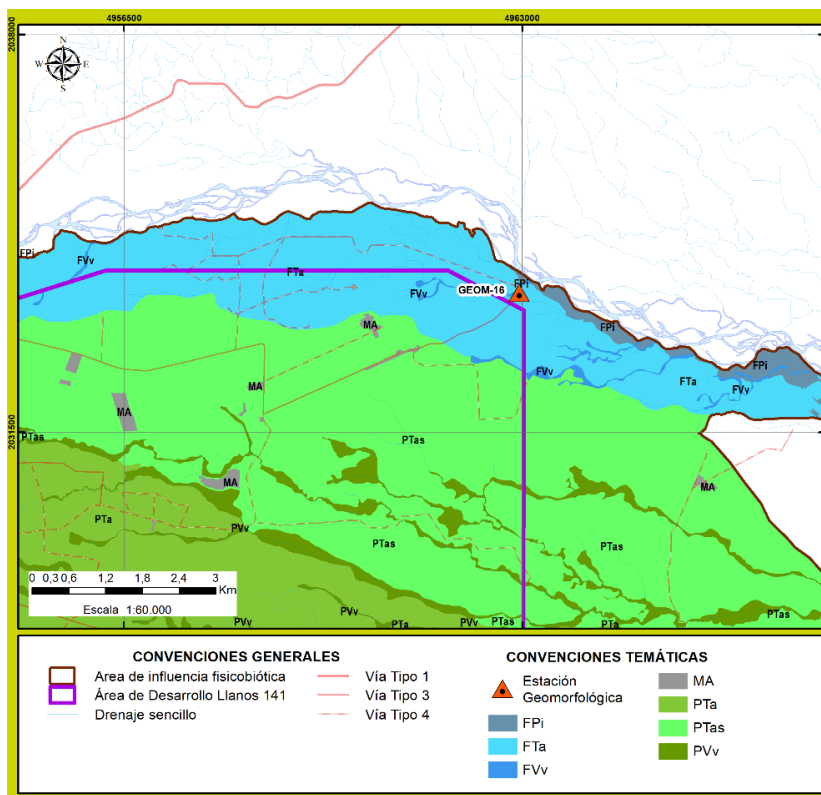 4956500
4963000
2038000
N
W E
S
FPi
FVv
FTa
FPi
GEOM-16
FVv
FPi
MA
FPi
FVv
FTa
FVv
MA
MA
PTas
PTas
MA
MA
2031500
PTa
PVv
PTas
PTas
0 0,3 0,6 1,2 1,8 2,4 3
Km
Escala 1:60.000
PVv
PTas
PVv
PTa
PVv
PTas
PTa
CONVENCIONES GENERALES
Area de influencia fisicobiótica
Área de Desarrollo Llanos 141
Drenaje sencillo
Vía Tipo 1
Vía Tipo 3
Vía Tipo 4
CONVENCIONES TEMÁTICAS
Estación
Geomorfológica
FPi
FTa
FVv
MA
PTa
PTas
PVv